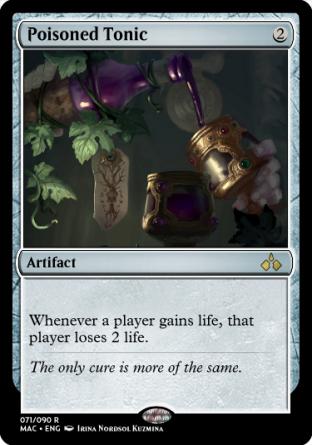 Poisoned Tonic 2
Artifact
Whenever a player gains life, that
player loses 2 life.
The only cure is more of the same.
071/090 R
MAC • ENG Irina Nordsol Kuzmina